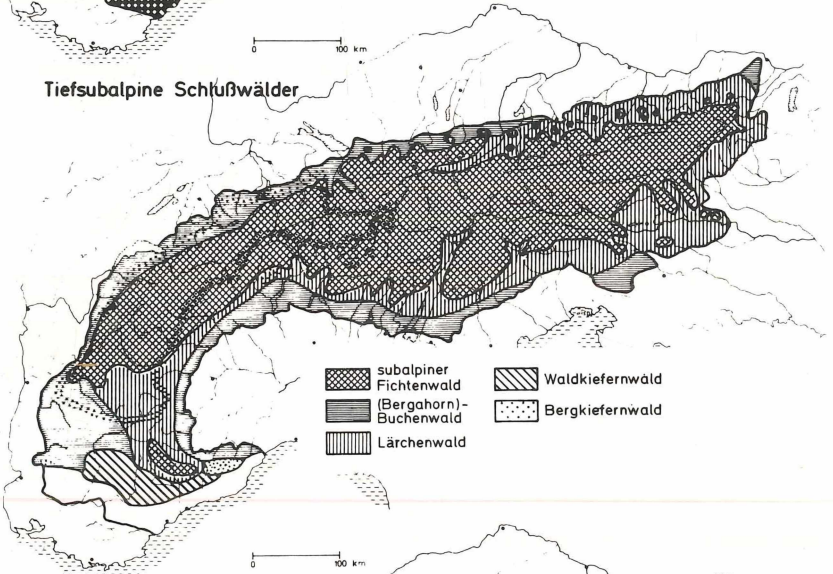 0 100 km
Tiefsubalpine Schlußwälder
subalpiner
Fichtenwald
(Bergahorn)-
Buchenwald
Lärchenwald
Waldkiefernwald
Bergkiefernwald
0 100 km